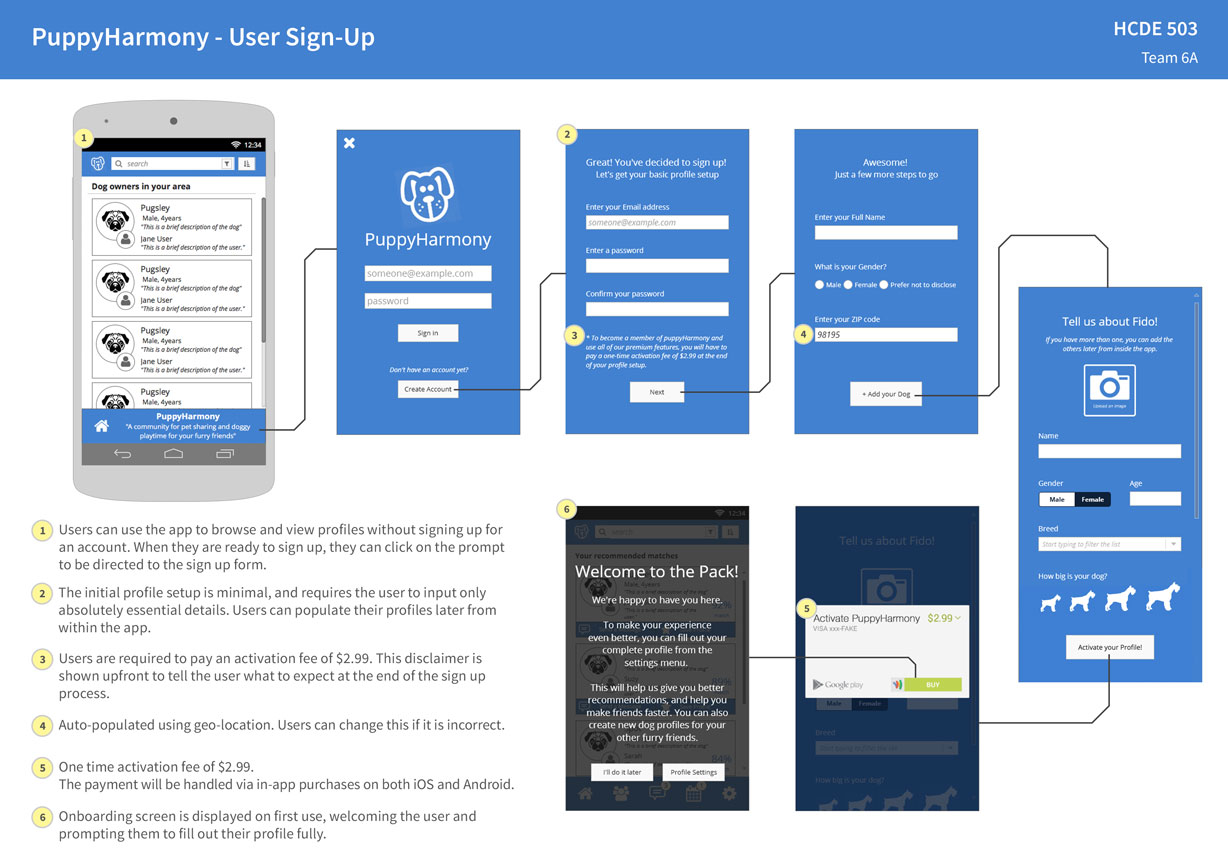 PuppyHarmony - User Sign-Up
HCDE 503
Team 6A
1
12:34
search
Dog owners in your area
Pugsley
Male, 4years
"This is a brief description of the dog"
Jane User
"This is a brief description of the user."
Pugsley
Male, 4years
"This is a brief description of the dog"
Jane User
"This is a brief description of the user."
Pugsley
Male, 4years
"This is a brief description of the dog"
Jane User
"This is a brief description of the user."
Pugsley
Male, 4years
PuppyHarmony
"A community for pet sharing and doggy
playtime for your furry friends"
PuppyHarmony
someone@example.com
password
Sign in
Don't have an account yet?
Create Account
2
Great! You've decided to sign up!
Let's get your basic profile setup
Enter your Email address
someone@example.com
Enter a password
Confirm your password
3
* To become a member of puppyHarmony and
use all of our premium features, you will have to
pay a one-time activation fee of $2.99 at the end
of your profile setup.
Next
Awesome!
Just a few more steps to go
Enter your Full Name
What is your Gender?
Male
Female
Prefer not to disclose
Enter your ZIP code
4
98195
+ Add your Dog
Tell us about Fido!
If you have more than one, you can add the
others later from inside the app.
Upload an image
Name
Gender
Age
Male
Female
Breed
Start typing to filter the list
How big is your dog?
Activate your Profile!
1
Users can use the app to browse and view profiles without signing up for
an account. When they are ready to sign up, they can click on the prompt
to be directed to the sign up form.
2
The initial profile setup is minimal, and requires the user to input only
absolutely essential details. Users can populate their profiles later from
within the app.
3
Users are required to pay an activation fee of $2.99. This disclaimer is
shown upfront to tell the user what to expect at the end of the sign up
process.
4
Auto-populated using geo-location. Users can change this if it is incorrect.
5
One time activation fee of $2.99.
The payment will be handled via in-app purchases on both iOS and Android.
6
Onboarding screen is displayed on first use, welcoming the user and
prompting them to fill out their profile fully.
6
12:34
search
Your recommended matches
Welcome to the Pack!
Male, 4years
We're happy to have you here.
To make your experience
even better, you can fill out your
complete profile from the
settings menu.
This will help us give you better
recommendations, and help you
make friends faster. You can also
create new dog profiles for your
other furry friends.
Sarah
I'll do it later
Profile Settings
Tell us about Fido!
5
Activate PuppyHarmony
$2.99
VISA xxx-FAKE
Google play
BUY
Male
Female
Breed
Start typing to filter the list
How big is your dog?